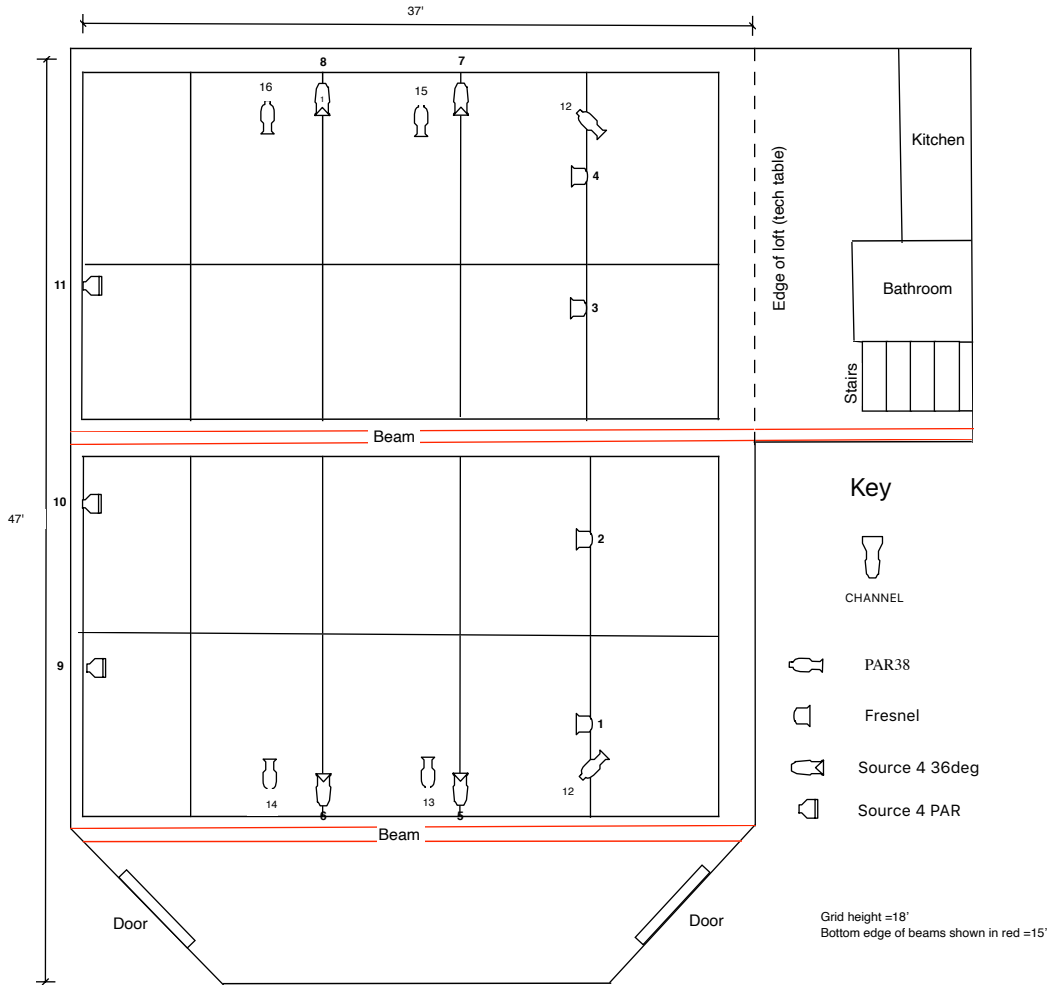 37'
8
7
16
15
12
1
4
Kitchen
Edge of loft (tech table)
11
Bathroom
3
Stairs
Beam
Key
10
47'
2
CHANNEL
9
PAR38
1
Fresnel
Source 4 36deg
14
13
12
6
5
Source 4 PAR
Beam
Door
Door
Grid height =18'
Bottom edge of beams shown in red =15'